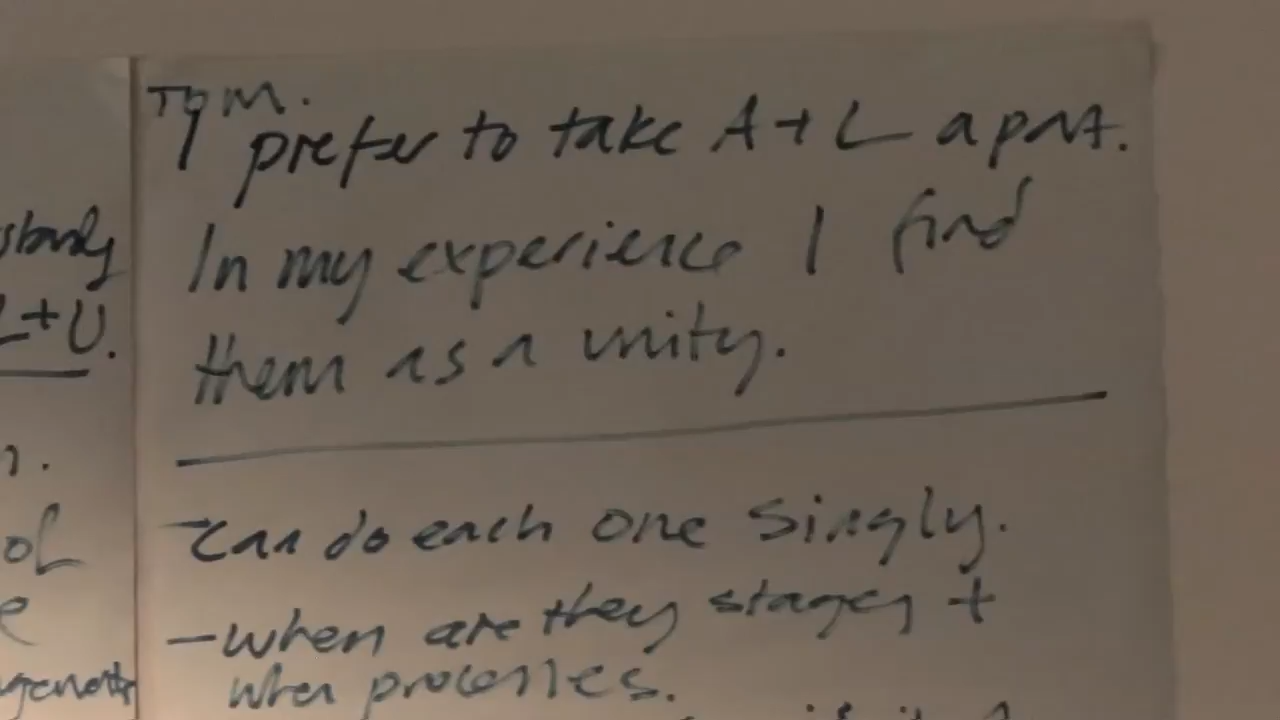 Tom.
I prefer to take A+L apart.
In my experience I find
them as a unity.
- can do each one singly.
- when are they stages +
when processes.
L+U.